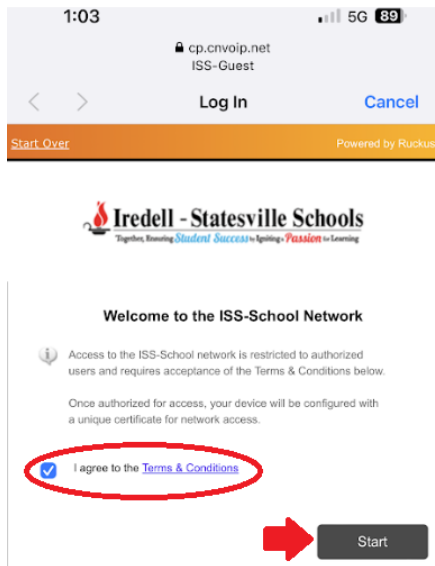 1:03 5G 89
cp.cnvoip.net
ISS-Guest
Log In Cancel
Start Over Powered by Ruckus
Iredell - Statesville Schools
Together, Ensuring Student Success by Igniting a Passion for Learning
Welcome to the ISS-School Network
Access to the ISS-School network is restricted to authorized
users and requires acceptance of the Terms & Conditions below.
Once authorized for access, your device will be configured with
a unique certificate for network access.
I agree to the Terms & Conditions
Start